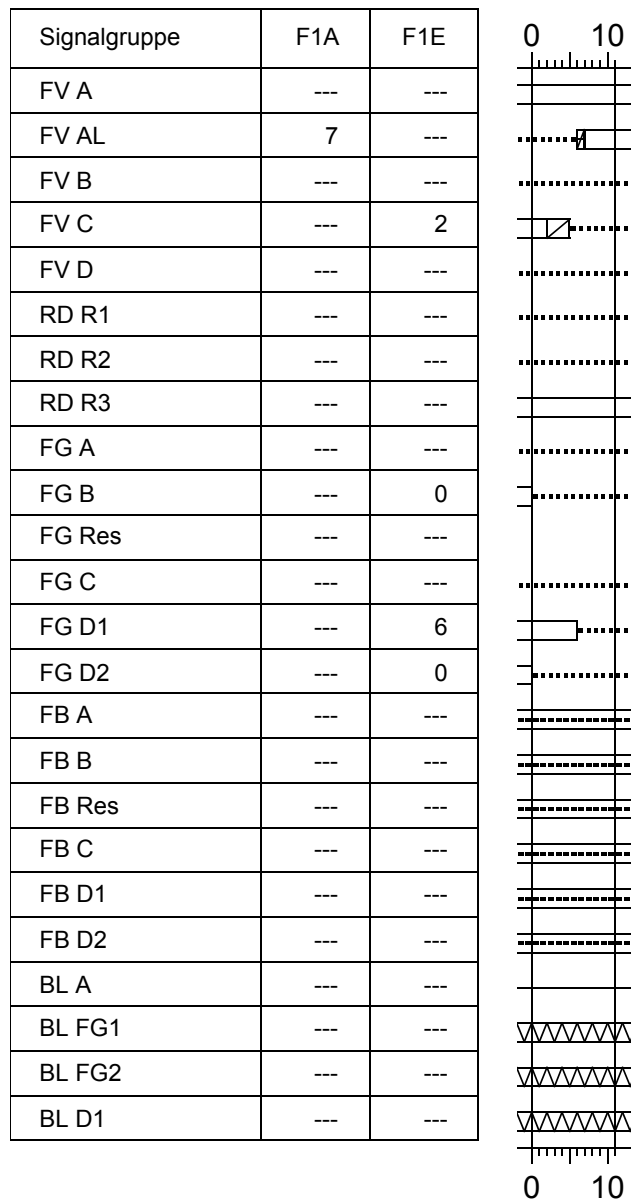 Signalgruppe F1A F1E 0 10
FV A --- ---
FV AL 7 ---
FV B --- ---
FV C --- 2
FV D --- ---
RD R1 --- ---
RD R2 --- ---
RD R3 --- ---
FG A --- ---
FG B --- 0
FG Res --- ---
FG C --- ---
FG D1 --- 6
FG D2 --- 0
FB A --- ---
FB B --- ---
FB Res --- ---
FB C --- ---
FB D1 --- ---
FB D2 --- ---
BL A --- ---
BL FG1 --- ---
BL FG2 --- ---
BL D1 --- ---
0 10